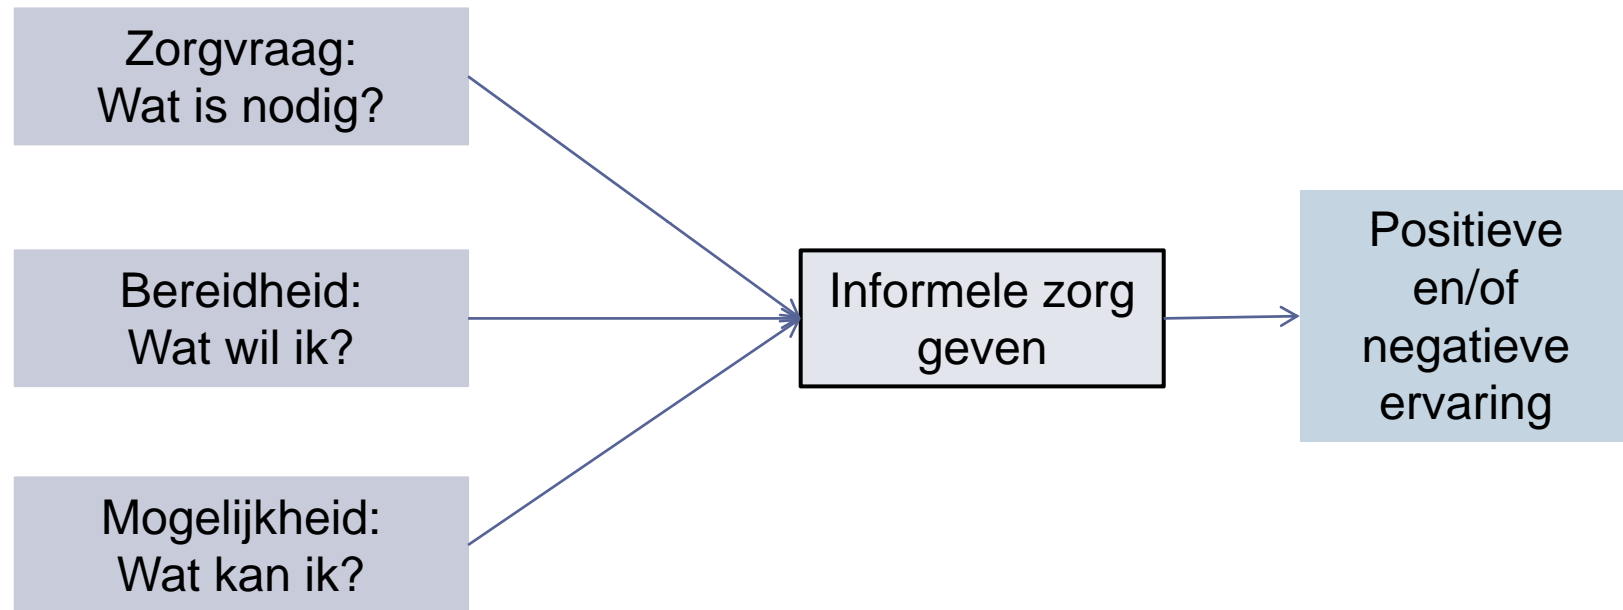 Zorgvraag:
Wat is nodig?
Bereidheid:
Wat wil ik?
Mogelijkheid:
Wat kan ik?
Informele zorg
geven
Positieve
en/of
negatieve
ervaring